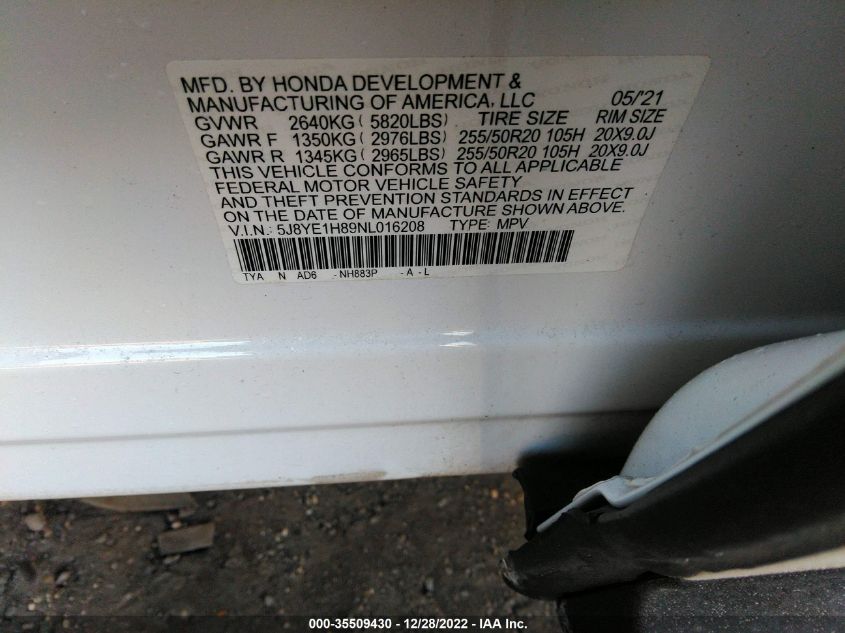 MFD. BY HONDA DEVELOPMENT &
MANUFACTURING OF AMERICA, LLC 05/'21
GVWR 2640KG ( 5820LBS) TIRE SIZE RIM SIZE
GAWR F 1350KG ( 2976LBS) 255/50R20 105H 20X9.0J
GAWR R 1345KG ( 2965LBS) 255/50R20 105H 20X9.0J
THIS VEHICLE CONFORMS TO ALL APPLICABLE
FEDERAL MOTOR VEHICLE SAFETY
AND THEFT PREVENTION STANDARDS IN EFFECT
ON THE DATE OF MANUFACTURE SHOWN ABOVE.
V.I.N.: 5J8YE1H89NL016208 TYPE: MPV
TYA N AD6 -NH883P -A-L
000-35509430 - 12/28/2022 - IAA Inc.